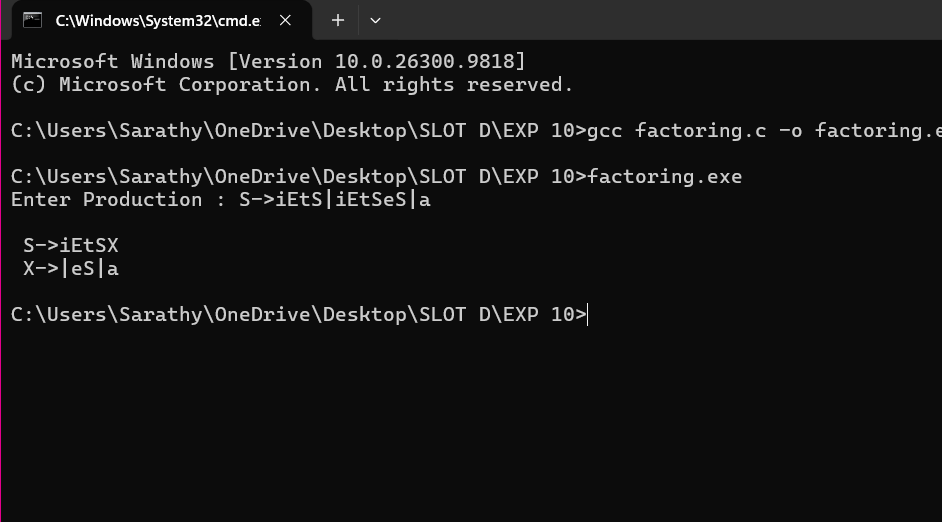 C:\Windows\System32\cmd.e
Microsoft Windows [Version 10.0.26300.9818]
(c) Microsoft Corporation. All rights reserved.
C:\Users\Sarathy\OneDrive\Desktop\SLOT D\EXP 10>gcc factoring.c -o factoring.e
C:\Users\Sarathy\OneDrive\Desktop\SLOT D\EXP 10>factoring.exe
Enter Production : S->iEtS|iEtSeS|a
S->iEtSX
X->|eS|a
C:\Users\Sarathy\OneDrive\Desktop\SLOT D\EXP 10>